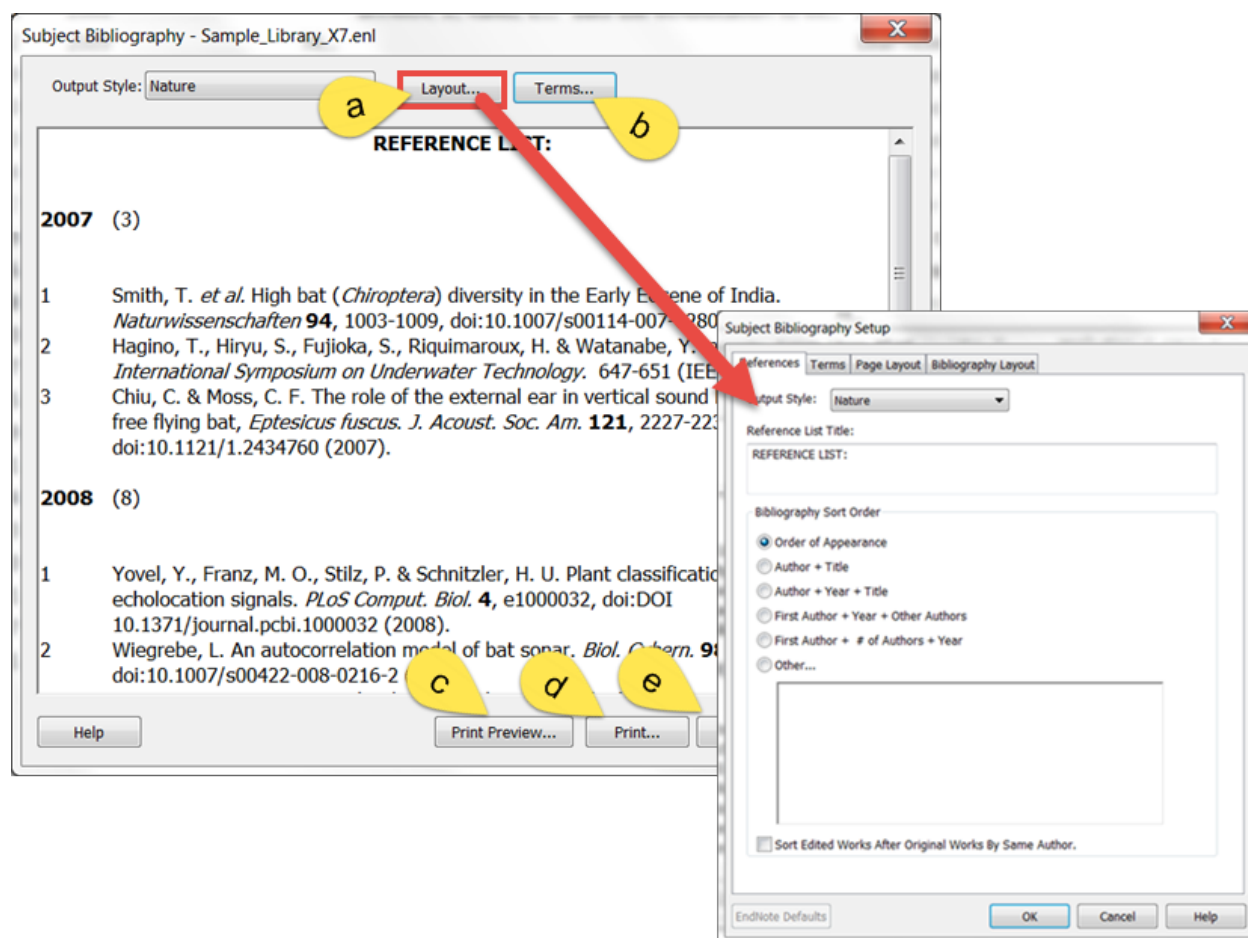 Subject Bibliography - Sample_Library_X7.enl
Output Style: Nature
Layout...
Terms...
a
b
REFERENCE LIST:
2007 (3)
1 Smith, T. et al. High bat (Chiroptera) diversity in the Early Eocene of India.
Naturwissenschaften 94, 1003-1009, doi:10.1007/s00114-007-
2 Hagino, T., Hiryu, S., Fujioka, S., Riquimaroux, H. & Watanabe, Y.
International Symposium on Underwater Technology. 647-651 (IEE
3 Chiu, C. & Moss, C. F. The role of the external ear in vertical sound
free flying bat, Eptesicus fuscus. J. Acoust. Soc. Am. 121, 2227-223
doi:10.1121/1.2434760 (2007).
2008 (8)
1 Yovel, Y., Franz, M. O., Stilz, P. & Schnitzler, H. U. Plant classificatio
echolocation signals. PLoS Comput. Biol. 4, e1000032, doi:DOI
10.1371/journal.pcbi.1000032 (2008).
2 Wiegrebe, L. An autocorrelation model of bat sonar. Biol. Cybern. 98
doi:10.1007/s00422-008-0216-2
c
d
e
Help
Print Preview...
Print...
Subject Bibliography Setup
References Terms Page Layout Bibliography Layout
Output Style: Nature
Reference List Title:
REFERENCE LIST:
Bibliography Sort Order
Order of Appearance
Author + Title
Author + Year + Title
First Author + Year + Other Authors
First Author + # of Authors + Year
Other...
Sort Edited Works After Original Works By Same Author.
EndNote Defaults
OK
Cancel
Help